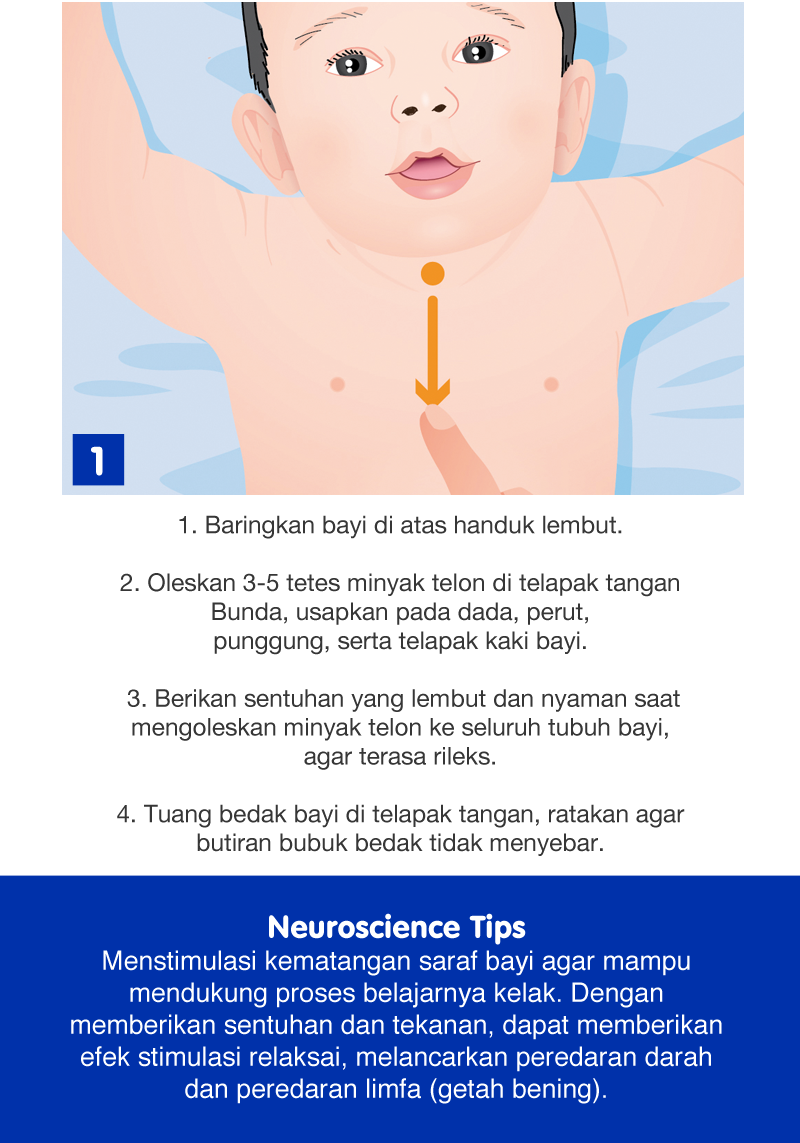 1
1. Baringkan bayi di atas handuk lembut.
2. Oleskan 3-5 tetes minyak telon di telapak tangan
Bunda, usapkan pada dada, perut,
punggung, serta telapak kaki bayi.
3. Berikan sentuhan yang lembut dan nyaman saat
mengoleskan minyak telon ke seluruh tubuh bayi,
agar terasa rileks.
4. Tuang bedak bayi di telapak tangan, ratakan agar
butiran bubuk bedak tidak menyebar.
Neuroscience Tips
Menstimulasi kematangan saraf bayi agar mampu
mendukung proses belajarnya kelak. Dengan
memberikan sentuhan dan tekanan, dapat memberikan
efek stimulasi relaksai, melancarkan peredaran darah
dan peredaran limfa (getah bening).